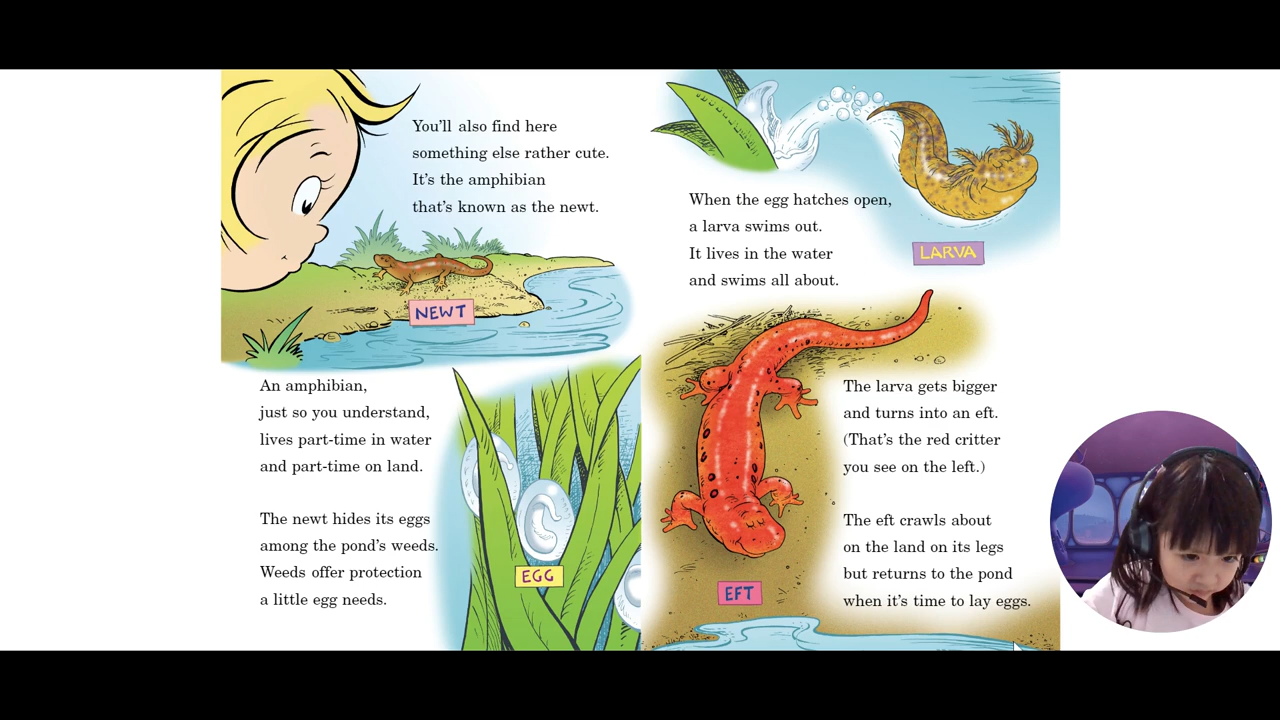 You'll also find here
something else rather cute.
It's the amphibian
that's known as the newt.
NEWT
An amphibian,
just so you understand,
lives part-time in water
and part-time on land.
The newt hides its eggs
among the pond's weeds.
Weeds offer protection
a little egg needs.
EGG
When the egg hatches open,
a larva swims out.
It lives in the water
and swims all about.
LARVA
The larva gets bigger
and turns into an eft.
(That's the red critter
you see on the left.)
The eft crawls about
on the land on its legs
but returns to the pond
when it's time to lay eggs.
EFT